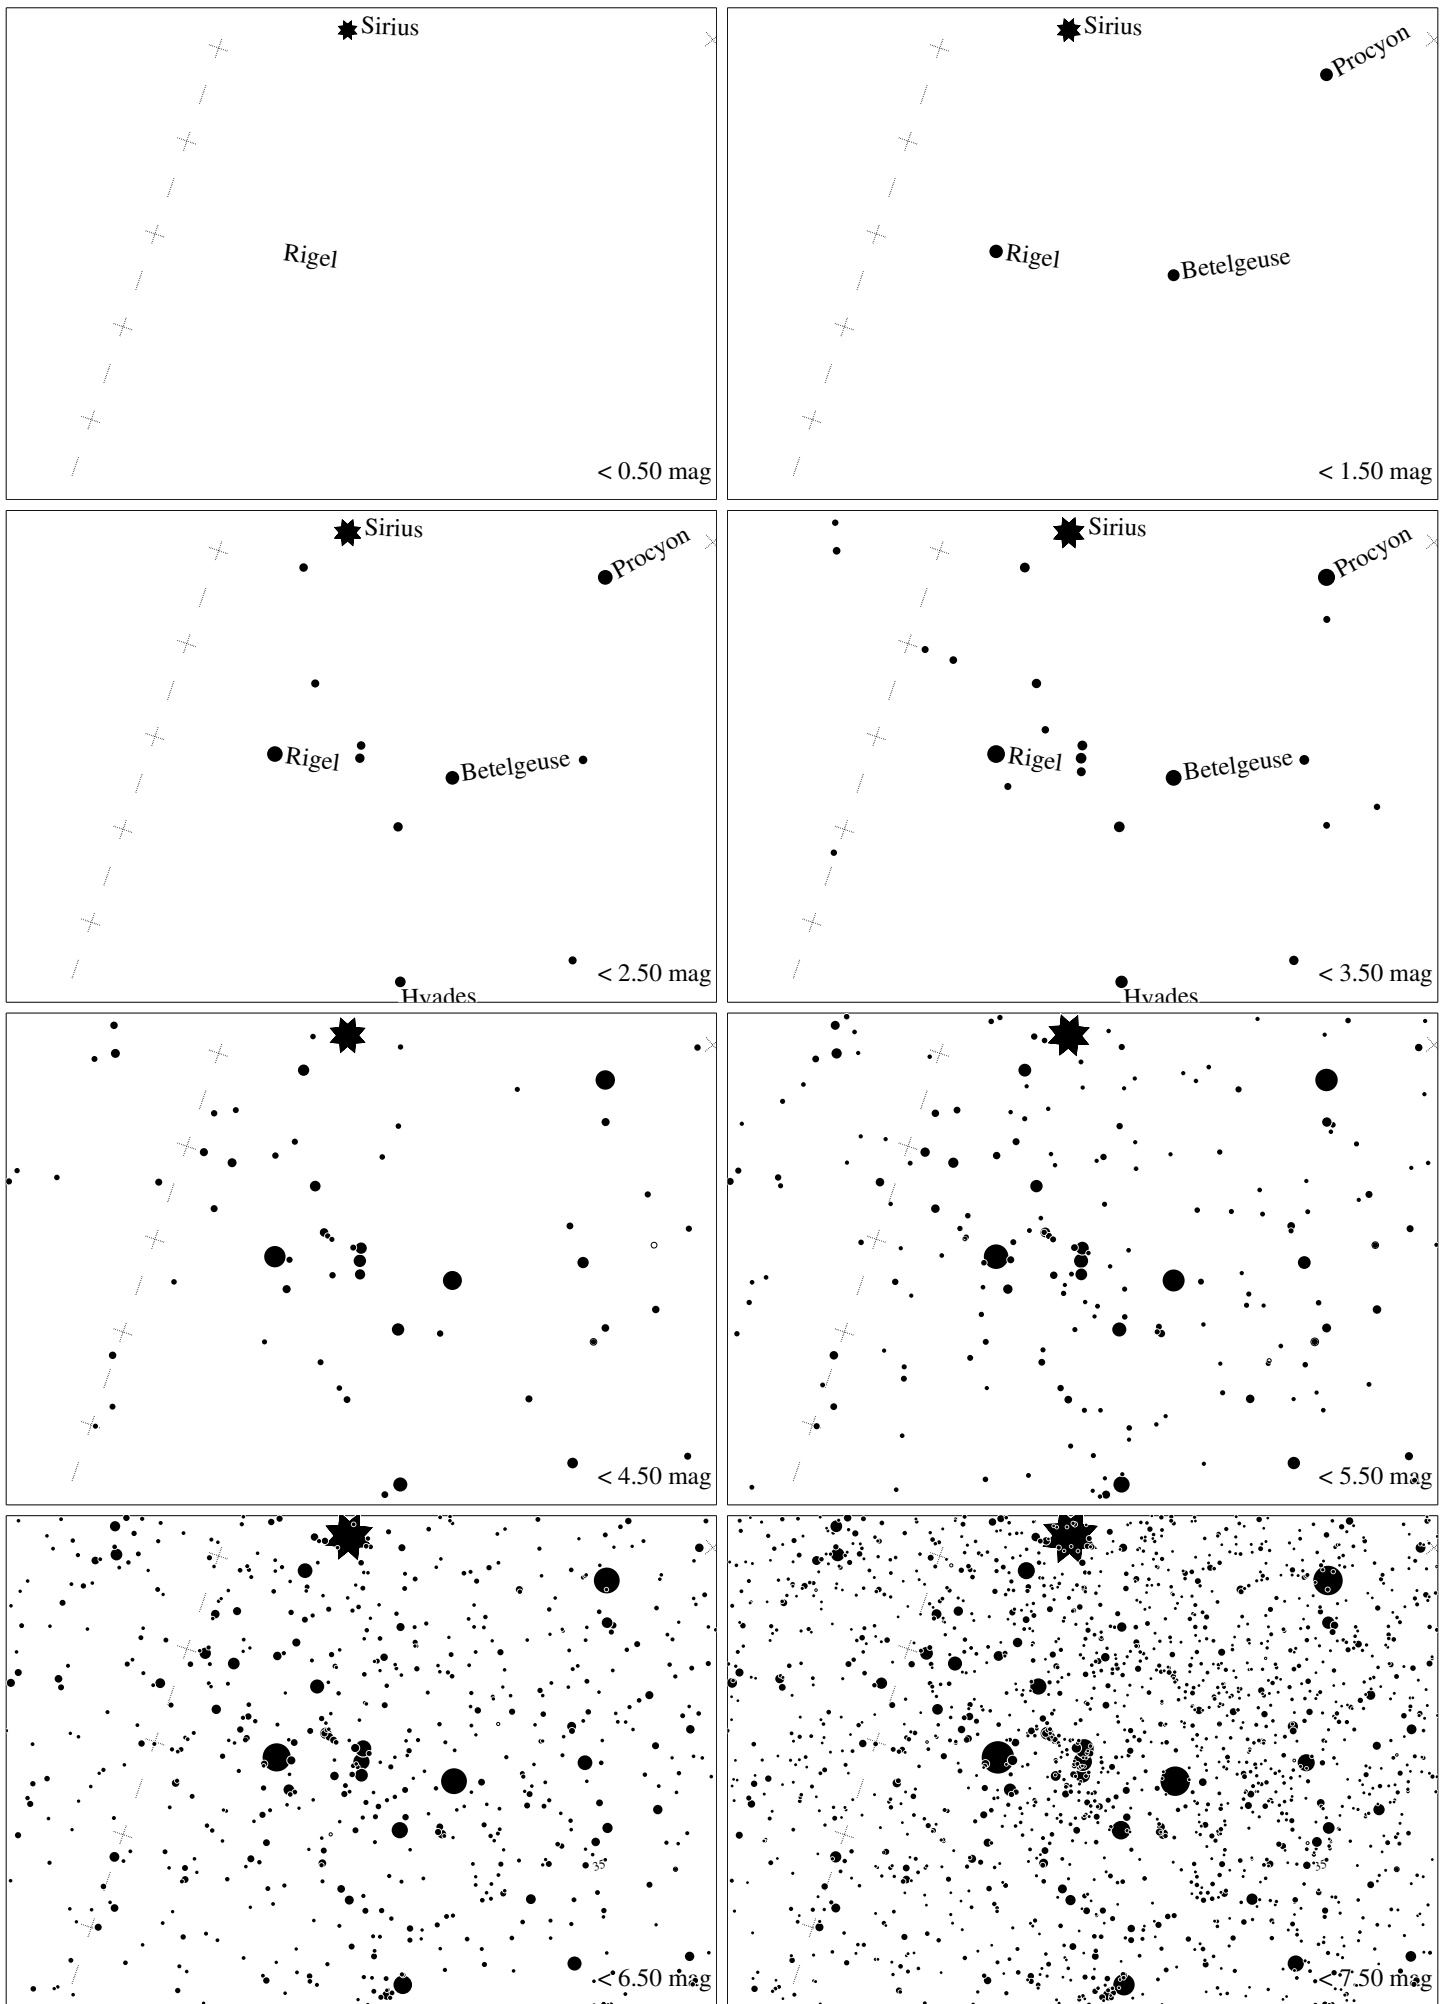 Sirius
Rigel
< 0.50 mag
Sirius
Procyon
Rigel
Betelgeuse
< 1.50 mag
Sirius
Procyon
Rigel
Betelgeuse
< 2.50 mag
Hyades
Sirius
Procyon
Rigel
Betelgeuse
< 3.50 mag
Hyades
< 4.50 mag
< 5.50 mag
35
< 6.50 mag
35
< 7.50 mag